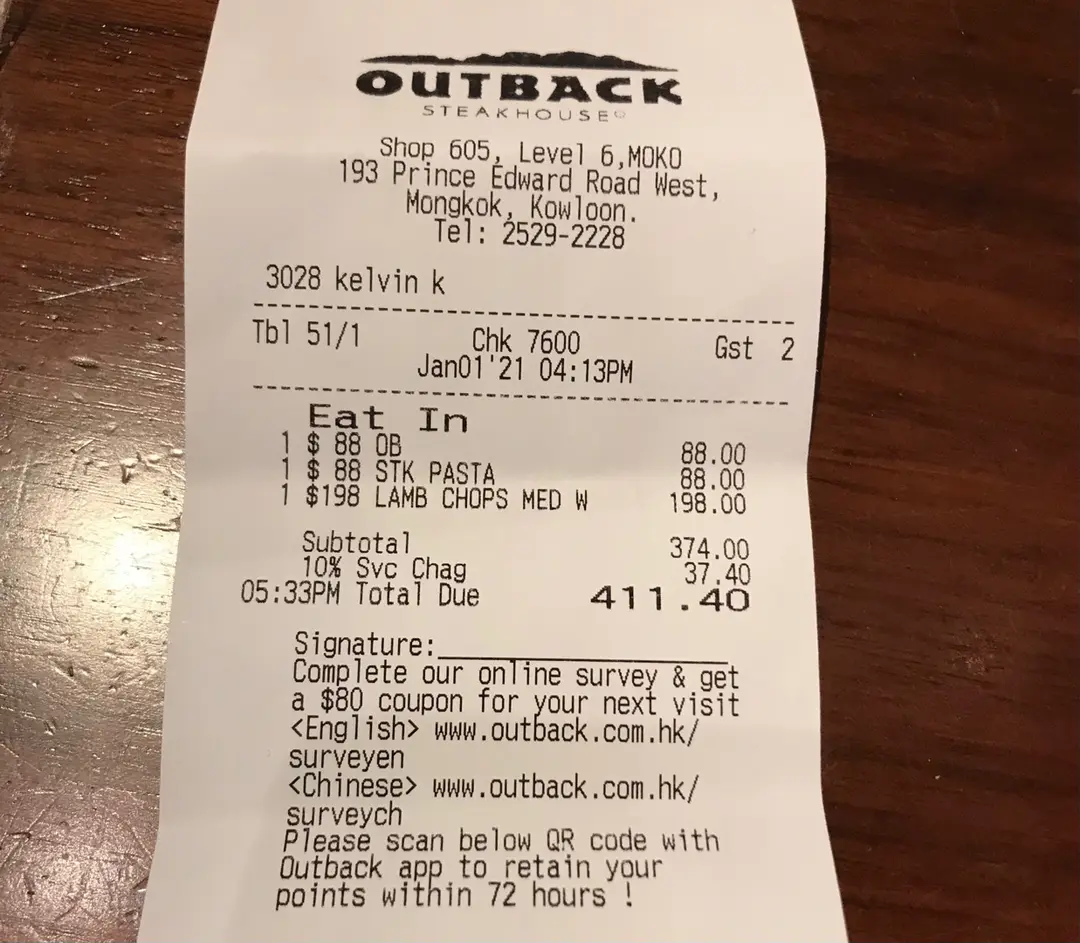 OUTBACK
STEAKHOUSE
Shop 605, Level 6,MOKO
193 Prince Edward Road West,
Mongkok, Kowloon.
Tel: 2529-2228
3028 kelvin k
Tbl 51/1 Chk 7600 Gst 2
Jan01'21 04:13PM
Eat In
1 $ 88 OB 88.00
1 $ 88 STK PASTA 88.00
1 $198 LAMB CHOPS MED W 198.00
Subtotal 374.00
10% Svc Chag 37.40
05:33PM Total Due 411.40
Signature:
Complete our online survey & get
a $80 coupon for your next visit
<English> www.outback.com.hk/
surveyen
<Chinese> www.outback.com.hk/
surveych
Please scan below QR code with
Outback app to retain your
points within 72 hours !